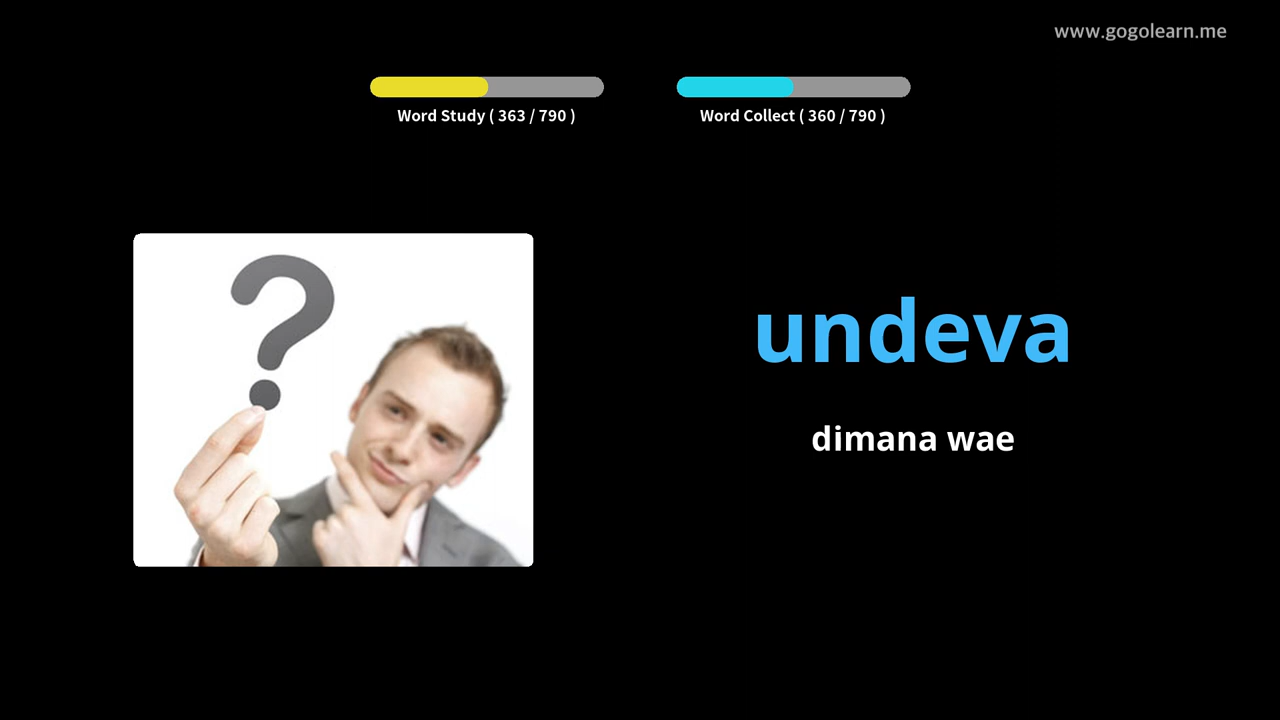 www.gogolearn.me
Word Study ( 363 / 790 )
Word Collect ( 360 / 790 )
?
undeva
dimana wae